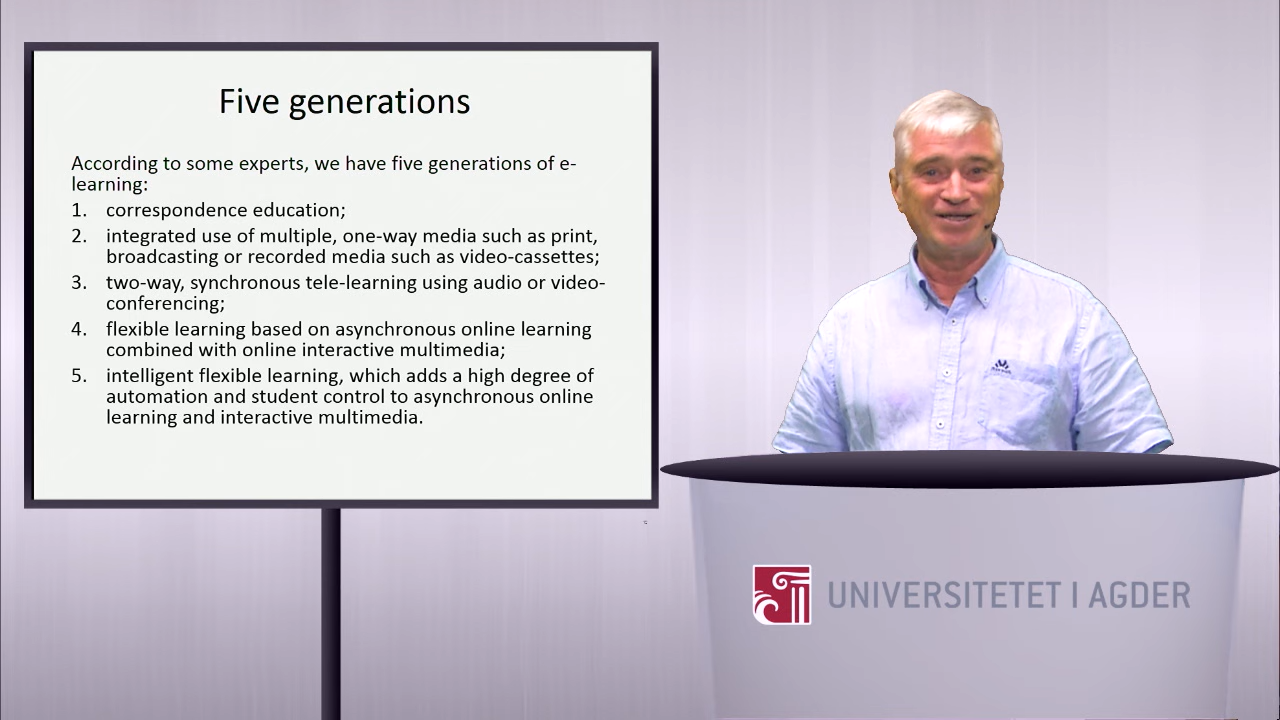 Five generations
According to some experts, we have five generations of e-
learning:
1. correspondence education;
2. integrated use of multiple, one-way media such as print,
broadcasting or recorded media such as video-cassettes;
3. two-way, synchronous tele-learning using audio or video-
conferencing;
4. flexible learning based on asynchronous online learning
combined with online interactive multimedia;
5. intelligent flexible learning, which adds a high degree of
automation and student control to asynchronous online
learning and interactive multimedia.
UNIVERSITETET I AGDER